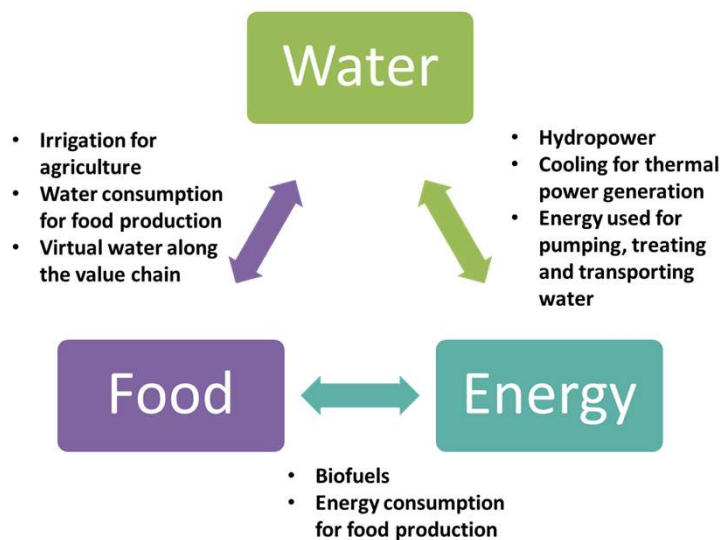 Water
• Irrigation for
agriculture
• Water consumption
for food production
• Virtual water along
the value chain
• Hydropower
• Cooling for thermal
power generation
• Energy used for
pumping, treating
and transporting
water
Food
Energy
• Biofuels
• Energy consumption
for food production